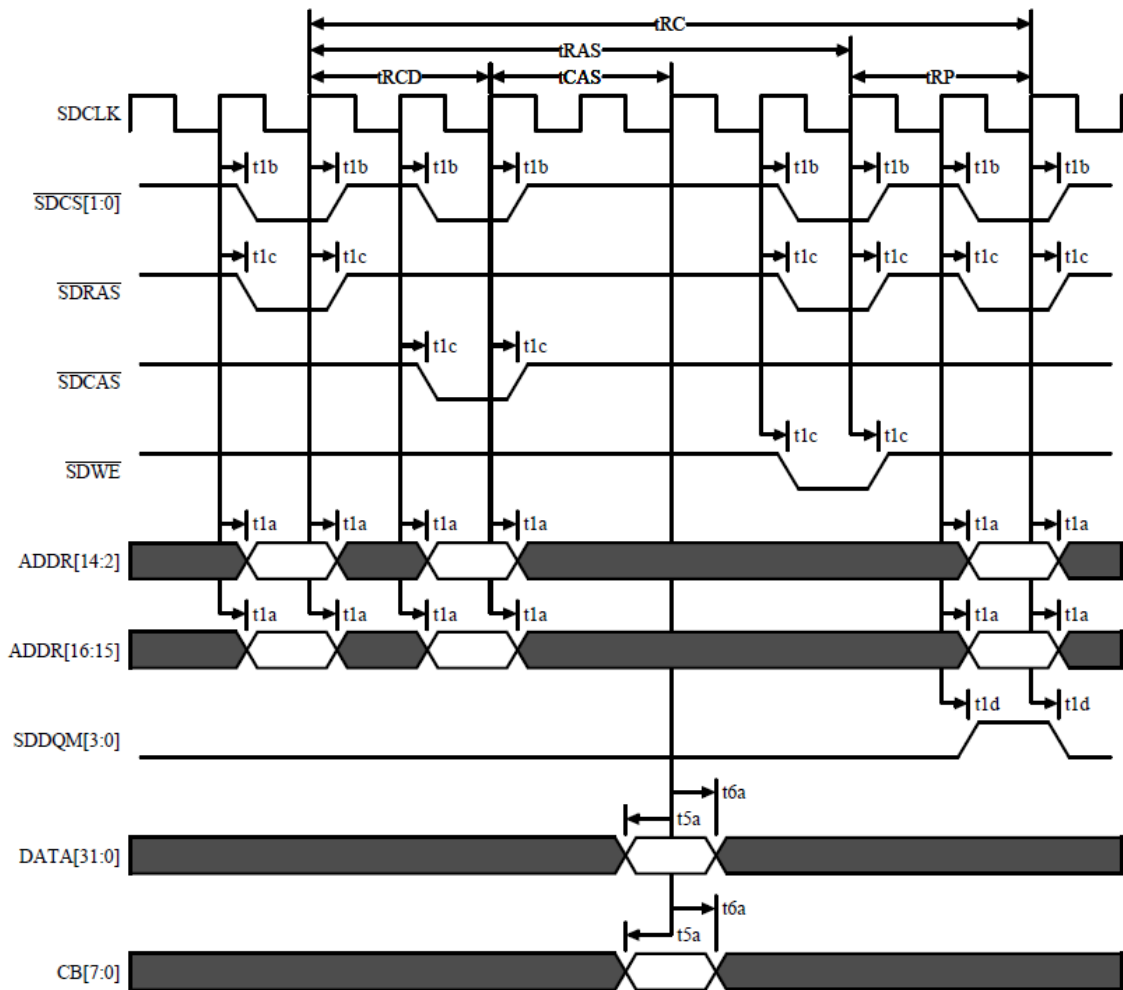 tRC
tRAS
tRCD tCAS tRP
SDCLK
t1b t1b t1b t1b t1b t1b t1b t1b
SDCS[1:0]
t1c t1c t1c t1c t1c t1c
SDRAS
t1c t1c
SDCAS
t1c t1c
SDWE
t1a t1a t1a t1a t1a t1a
ADDR[14:2]
t1a t1a t1a t1a t1a t1a
ADDR[16:15]
t1d t1d
SDDQM[3:0]
t6a
t5a
DATA[31:0]
t6a
t5a
CB[7:0]